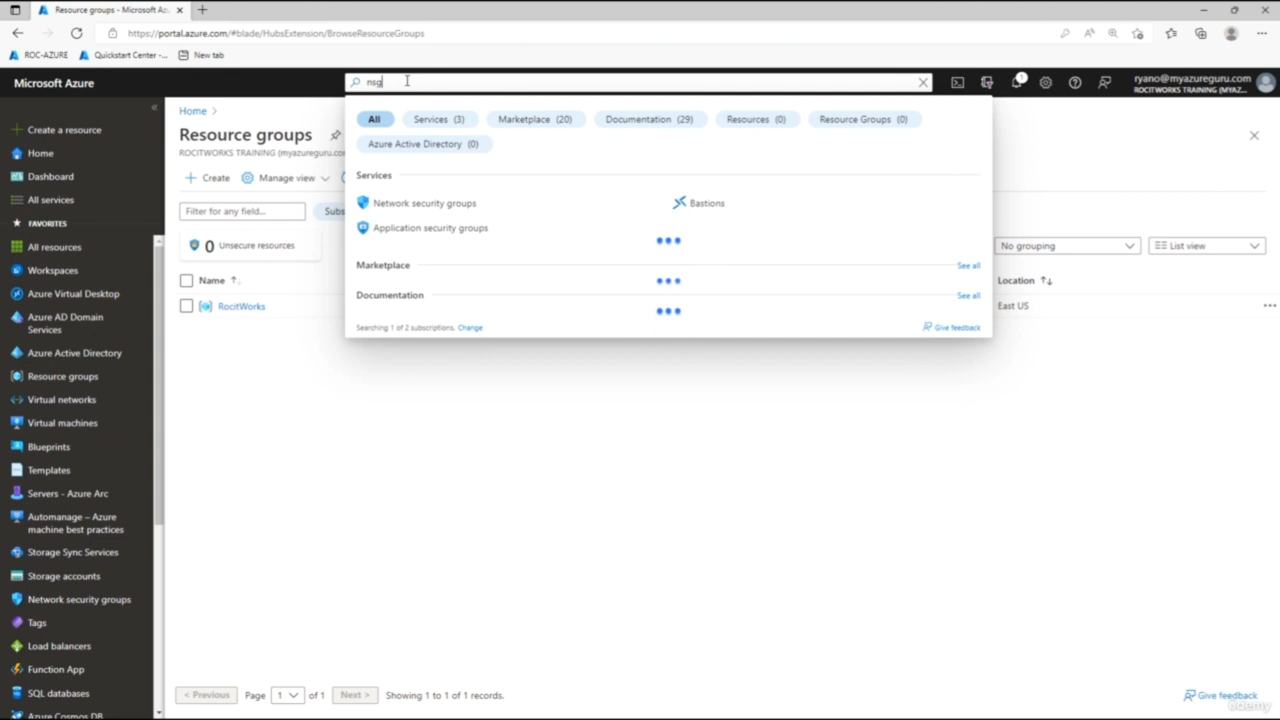 Resource groups - Microsoft Az
https://portal.azure.com/#blade/HubsExtension/BrowseResourceGroups
ROC-AZURE
Quickstart Center -...
New tab
Microsoft Azure
nsg
1
ryano@myazureguru.com
ROCITWORKS TRAINING (MYAZ...
Create a resource
Home
Dashboard
All services
FAVORITES
All resources
Workspaces
Azure Virtual Desktop
Azure AD Domain
Services
Azure Active Directory
Resource groups
Virtual networks
Virtual machines
Blueprints
Templates
Servers - Azure Arc
Automanage – Azure
machine best practices
Storage Sync Services
Storage accounts
Network security groups
Tags
Load balancers
Function App
SQL databases
Azure Cosmos DB
Home >
Resource groups
ROCITWORKS TRAINING (myazureguru.co
Create
Manage view
Filter for any field...
Subs
0 Unsecure resources
Name
RocitWorks
All
Services (3)
Marketplace (20)
Documentation (29)
Resources (0)
Resource Groups (0)
Azure Active Directory (0)
Services
Network security groups
Bastions
Application security groups
Marketplace
See all
Documentation
See all
Searching 1 of 2 subscriptions. Change
Give feedback
No grouping
List view
Location
East US
< Previous
Page
1
of 1
Next >
Showing 1 to 1 of 1 records.
Give feedback
ûdemy